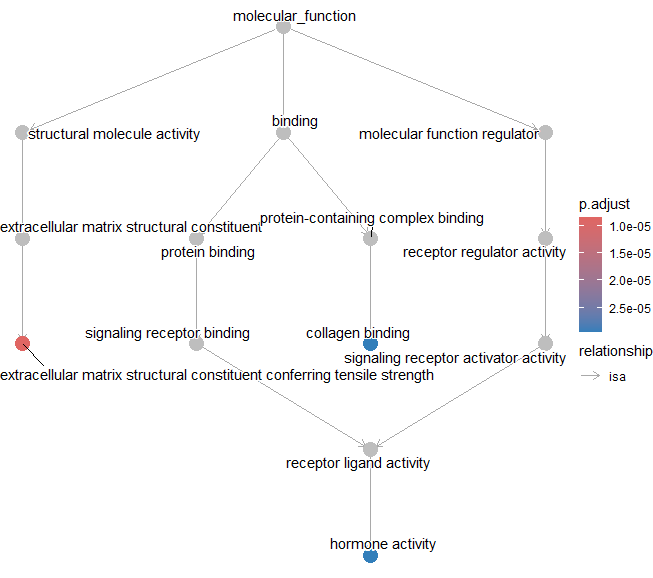 molecular_function
structural molecule activity
binding
molecular function regulator
extracellular matrix structural constituent
protein-containing complex binding
protein binding
receptor regulator activity
signaling receptor binding
collagen binding
signaling receptor activator activity
extracellular matrix structural constituent conferring tensile strength
receptor ligand activity
hormone activity
p.adjust
1.0e-05
1.5e-05
2.0e-05
2.5e-05
relationship
isa